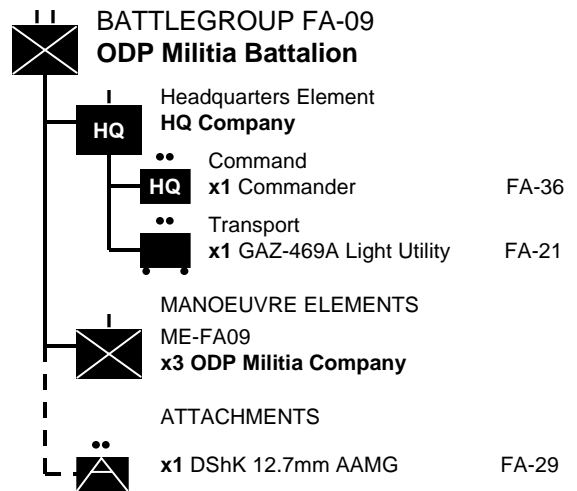 BATTLEGROUP FA-09
ODP Militia Battalion
Headquarters Element
HQ
HQ Company
Command
HQ
x1 Commander FA-36
Transport
x1 GAZ-469A Light Utility FA-21
MANOEUVRE ELEMENTS
ME-FA09
x3 ODP Militia Company
ATTACHMENTS
x1 DShK 12.7mm AAMG FA-29